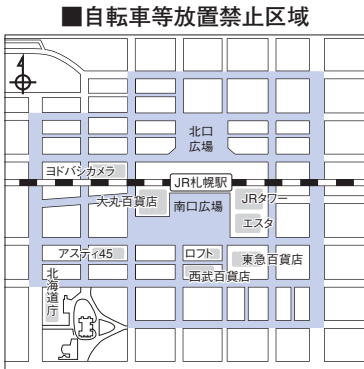 ■自転車等放置禁止区域
北口
広場
ヨドバシカメラ
JR札幌駅
大丸百貨店
南口広場
JRタワー
エスタ
アスティ45
ロフト
東急百貨店
西武百貨店
北海道庁